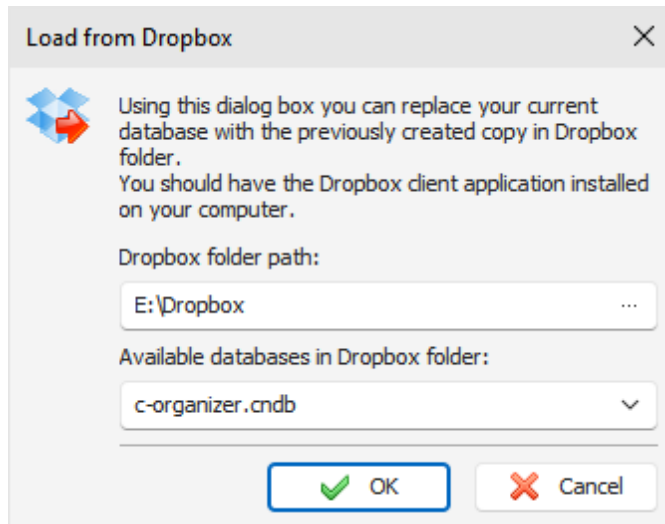 Load from Dropbox
Using this dialog box you can replace your current
database with the previously created copy in Dropbox
folder.
You should have the Dropbox client application installed
on your computer.
Dropbox folder path:
E:\Dropbox
...
Available databases in Dropbox folder:
c-organizer.cndb
OK
Cancel